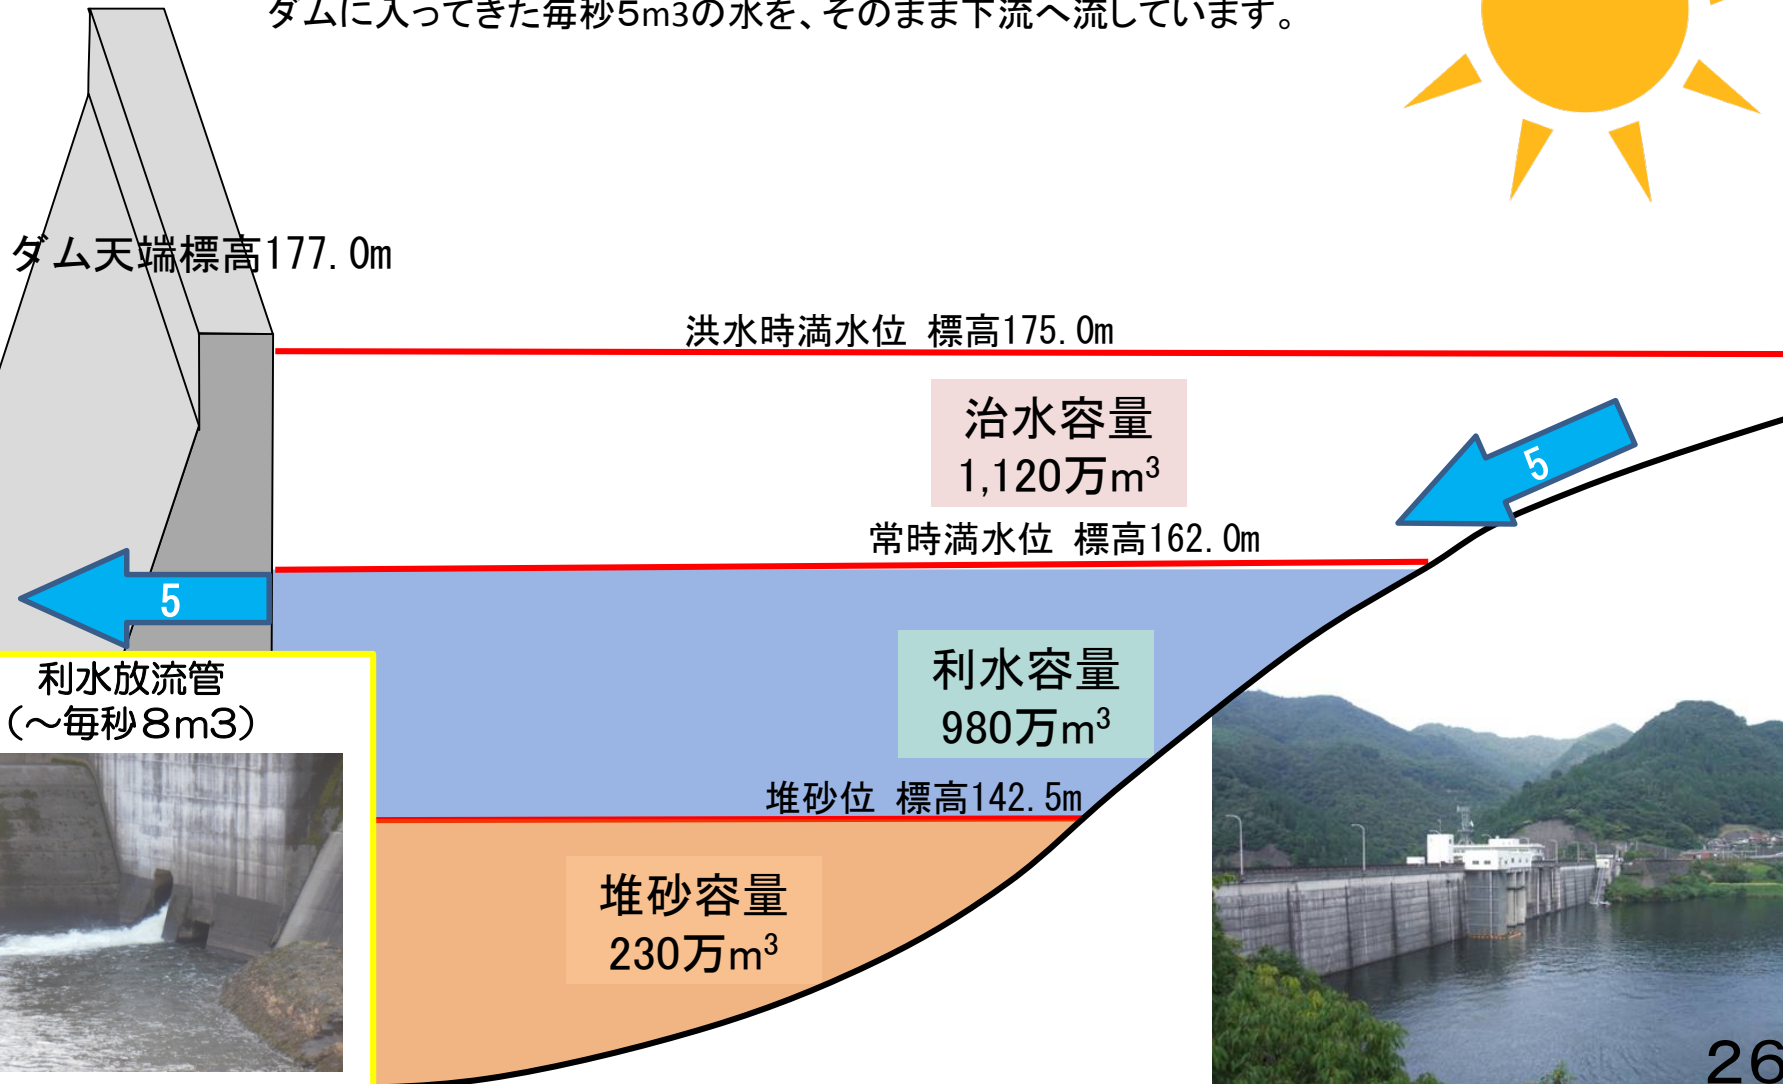 ダムに入ってきた毎秒5m3の水を、そのまま下流へ流しています。
ダム天端標高177.0m
洪水時満水位 標高175.0m
治水容量
1,120万m³
5
常時満水位 標高162.0m
5
利水放流管
(～毎秒８m3)
利水容量
980万m³
堆砂位 標高142.5m
堆砂容量
230万m³
26